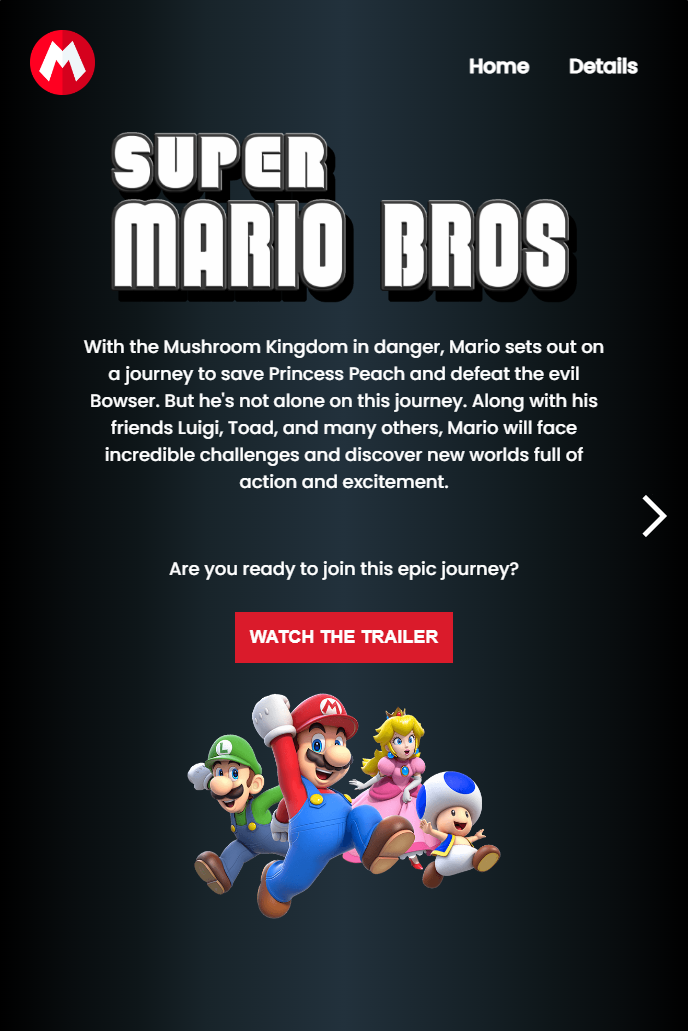 M
Home Details
SUPER
MARIO BROS
With the Mushroom Kingdom in danger, Mario sets out on
a journey to save Princess Peach and defeat the evil
Bowser. But he's not alone on this journey. Along with his
friends Luigi, Toad, and many others, Mario will face
incredible challenges and discover new worlds full of
action and excitement.
Are you ready to join this epic journey?
WATCH THE TRAILER
M
L